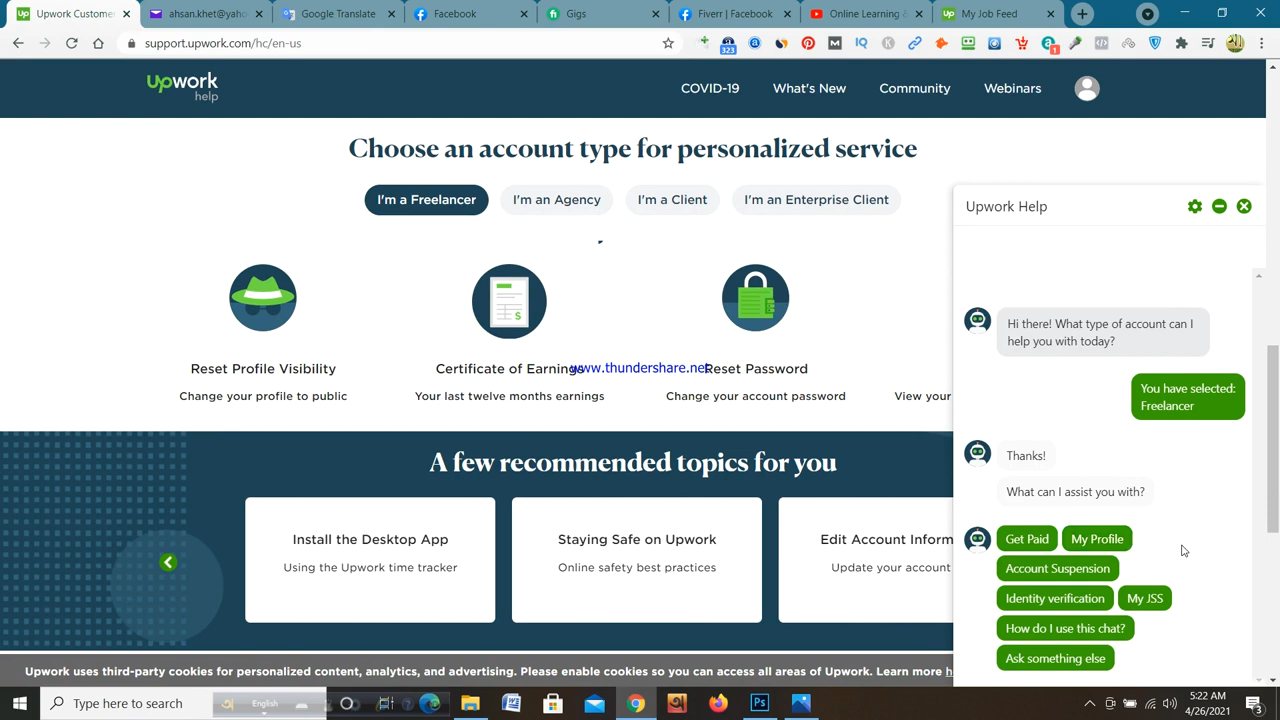 Upwork Custome
ahsan.khet@yaho
Google Translate
Facebook
Gigs
Fiverr | Facebook
Online Learning &
My Job Feed
support.upwork.com/hc/en-us
323
1
upwork
help
COVID-19
What's New
Community
Webinars
Choose an account type for personalized service
I'm a Freelancer
I'm an Agency
I'm a Client
I'm an Enterprise Client
Reset Profile Visibility
Change your profile to public
Certificate of Earnings
Your last twelve months earnings
www.thundershare.net
Reset Password
Change your account password
View your
A few recommended topics for you
Install the Desktop App
Using the Upwork time tracker
Staying Safe on Upwork
Online safety best practices
Edit Account Inform
Update your account
Upwork uses third-party cookies for personalized content, analytics, and advertising. Please enable cookies so you can access all areas of Upwork. Learn more h
Upwork Help
Hi there! What type of account can I
help you with today?
You have selected:
Freelancer
Thanks!
What can I assist you with?
Get Paid
My Profile
Account Suspension
Identity verification
My JSS
How do I use this chat?
Ask something else
Type here to search
English
5:22 AM
4/26/2021
3